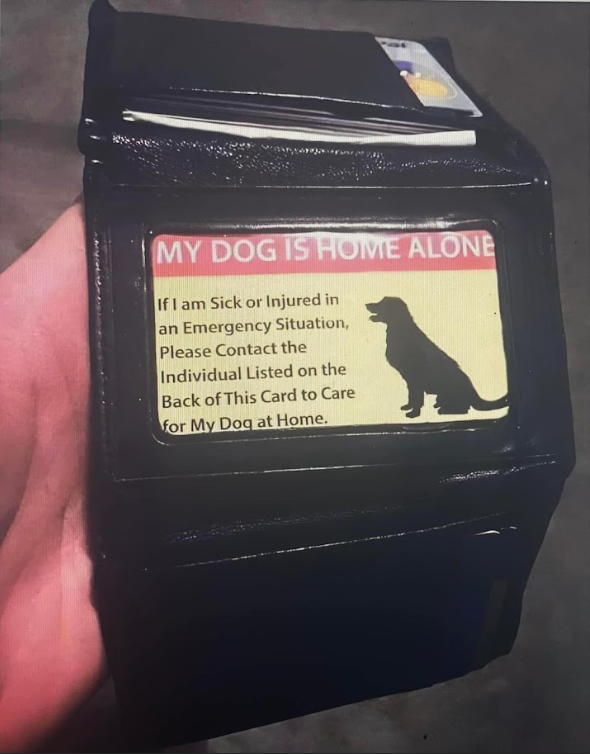 MY DOG IS HOME ALONE
If I am Sick or Injured in
an Emergency Situation,
Please Contact the
Individual Listed on the
Back of This Card to Care
for My Dog at Home.